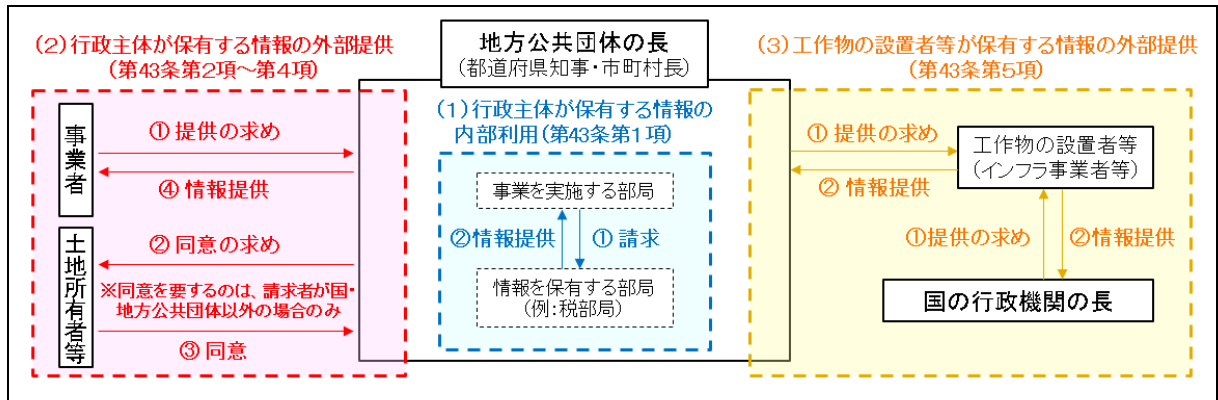 (2)行政主体が保有する情報の外部提供
(第43条第2項~第4項)
事業者
①提供の求め
④情報提供
土地所有者等
②同意の求め
※同意を要するのは、請求者が国・
地方公共団体以外の場合のみ
③同意
地方公共団体の長
(都道府県知事・市町村長)
(1)行政主体が保有する情報の
内部利用(第43条第1項)
事業を実施する部局
②情報提供
①請求
情報を保有する部局
(例:税部局)
(3)工作物の設置者等が保有する情報の外部提供
(第43条第5項)
①提供の求め
②情報提供
工作物の設置者等
(インフラ事業者等)
①提供の求め
②情報提供
国の行政機関の長